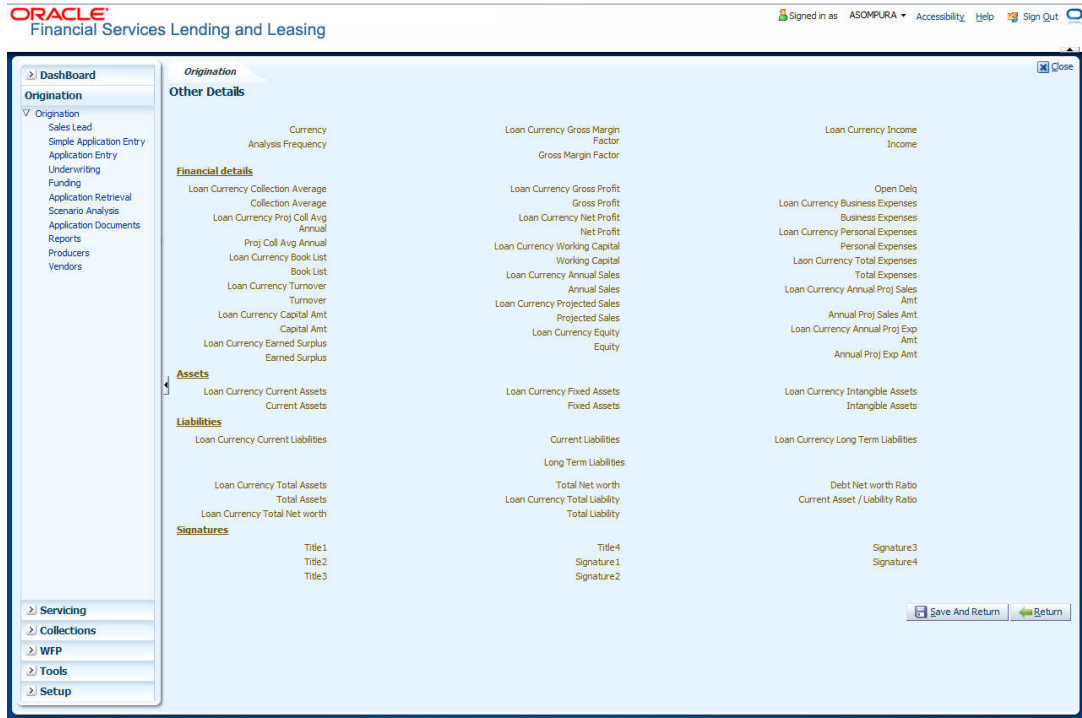 ORACLE
Financial Services Lending and Leasing
Signed in as ASOMPURA Accessibility Help Sign Out
Close
DashBoard
Origination
Origination
Sales Lead
Simple Application Entry
Application Entry
Underwriting
Funding
Application Retrieval
Scenario Analysis
Application Documents
Reports
Producers
Vendors
Servicing
Collections
WFP
Tools
Setup
Origination
Other Details
Currency
Analysis Frequency
Loan Currency Gross Margin
Factor
Gross Margin Factor
Loan Currency Income
Income
Financial details
Loan Currency Collection Average
Collection Average
Loan Currency Proj Coll Avg
Annual
Proj Coll Avg Annual
Loan Currency Book List
Book List
Loan Currency Turnover
Turnover
Loan Currency Capital Amt
Capital Amt
Loan Currency Earned Surplus
Earned Surplus
Loan Currency Gross Profit
Gross Profit
Loan Currency Net Profit
Net Profit
Loan Currency Working Capital
Working Capital
Loan Currency Annual Sales
Annual Sales
Loan Currency Projected Sales
Projected Sales
Loan Currency Equity
Equity
Open Delq
Loan Currency Business Expenses
Business Expenses
Loan Currency Personal Expenses
Personal Expenses
Laon Currency Total Expenses
Total Expenses
Loan Currency Annual Proj Sales
Amt
Annual Proj Sales Amt
Loan Currency Annual Proj Exp
Amt
Annual Proj Exp Amt
Assets
Loan Currency Current Assets
Current Assets
Loan Currency Fixed Assets
Fixed Assets
Loan Currency Intangible Assets
Intangible Assets
Liabilities
Loan Currency Current Liabilities
Current Liabilities
Loan Currency Long Term Liabilities
Long Term Liabilities
Loan Currency Total Assets
Total Assets
Loan Currency Total Net worth
Total Net worth
Loan Currency Total Liability
Total Liability
Debt Net worth Ratio
Current Asset / Liability Ratio
Signatures
Title1
Title2
Title3
Title4
Signature1
Signature2
Signature3
Signature4
Save And Return
Return